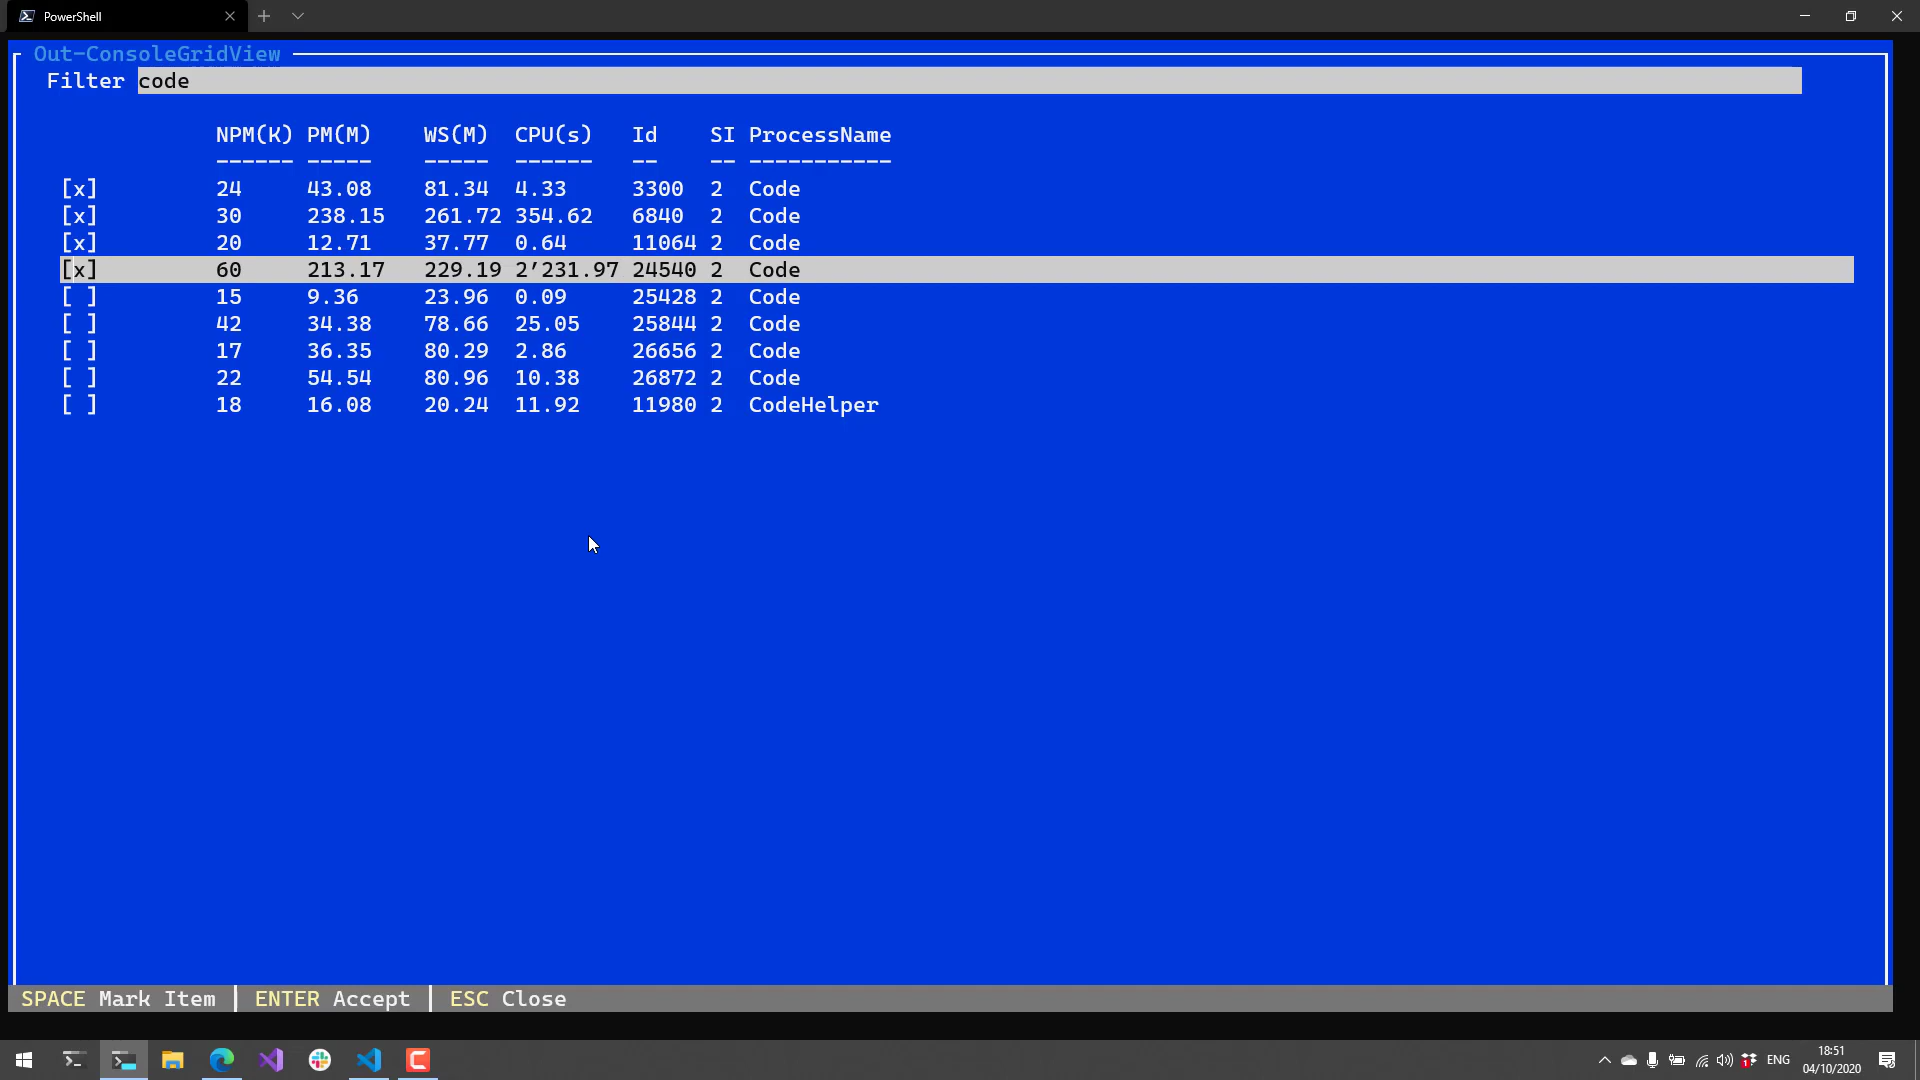 PowerShell
Out-ConsoleGridView
Filter code
NPM(K) PM(M) WS(M) CPU(s) Id SI ProcessName
------ ----- ----- ------ -- -- -----------
[x] 24 43.08 81.34 4.33 3300 2 Code
[x] 30 238.15 261.72 354.62 6840 2 Code
[x] 20 12.71 37.77 0.64 11064 2 Code
[x] 60 213.17 229.19 2’231.97 24540 2 Code
[ ] 15 9.36 23.96 0.09 25428 2 Code
[ ] 42 34.38 78.66 25.05 25844 2 Code
[ ] 17 36.35 80.29 2.86 26656 2 Code
[ ] 22 54.54 80.96 10.38 26872 2 Code
[ ] 18 16.08 20.24 11.92 11980 2 CodeHelper
SPACE Mark Item | ENTER Accept | ESC Close
ENG
18:51
04/10/2020